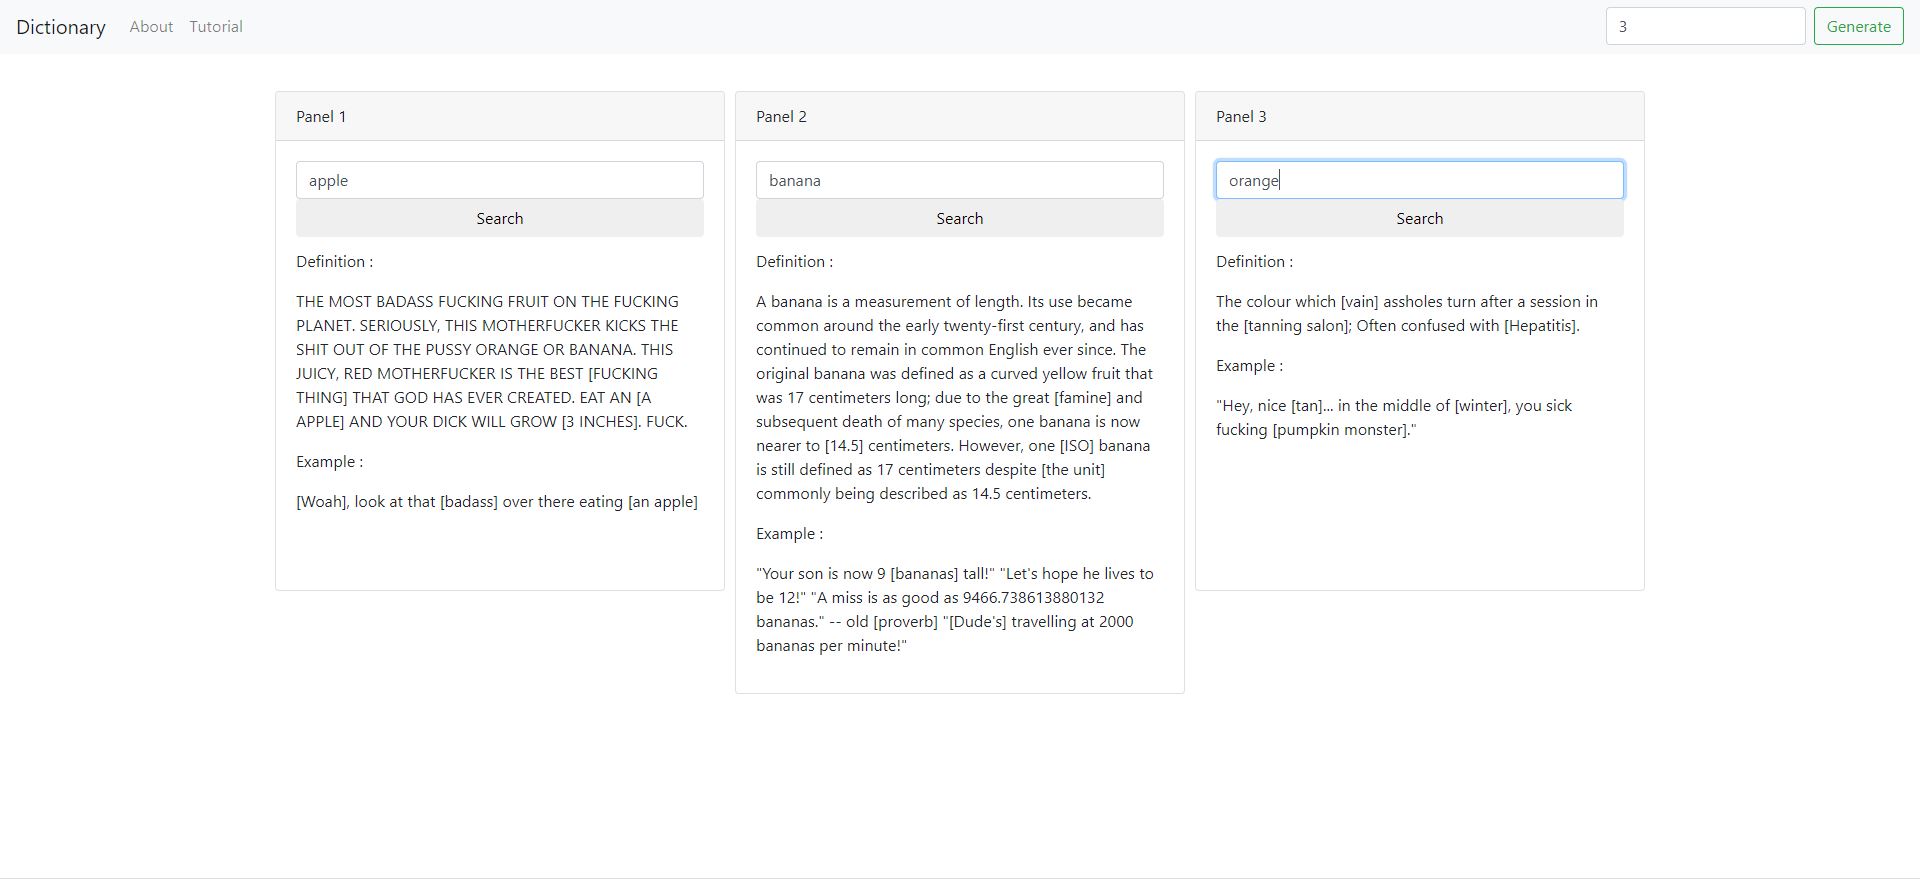 Dictionary About Tutorial
3 Generate
Panel 1
apple
Search
Definition :
THE MOST BADASS FUCKING FRUIT ON THE FUCKING
PLANET. SERIOUSLY, THIS MOTHERFUCKER KICKS THE
SHIT OUT OF THE PUSSY ORANGE OR BANANA. THIS
JUICY, RED MOTHERFUCKER IS THE BEST [FUCKING
THING] THAT GOD HAS EVER CREATED. EAT AN [A
APPLE] AND YOUR DICK WILL GROW [3 INCHES]. FUCK.
Example :
[Woah], look at that [badass] over there eating [an apple]
Panel 2
banana
Search
Definition :
A banana is a measurement of length. Its use became
common around the early twenty-first century, and has
continued to remain in common English ever since. The
original banana was defined as a curved yellow fruit that
was 17 centimeters long; due to the great [famine] and
subsequent death of many species, one banana is now
nearer to [14.5] centimeters. However, one [ISO] banana
is still defined as 17 centimeters despite [the unit]
commonly being described as 14.5 centimeters.
Example :
"Your son is now 9 [bananas] tall!" "Let's hope he lives to
be 12!" "A miss is as good as 9466.738613880132
bananas." -- old [proverb] "[Dude's] travelling at 2000
bananas per minute!"
Panel 3
orange
Search
Definition :
The colour which [vain] assholes turn after a session in
the [tanning salon]; Often confused with [Hepatitis].
Example :
"Hey, nice [tan]... in the middle of [winter], you sick
fucking [pumpkin monster]."